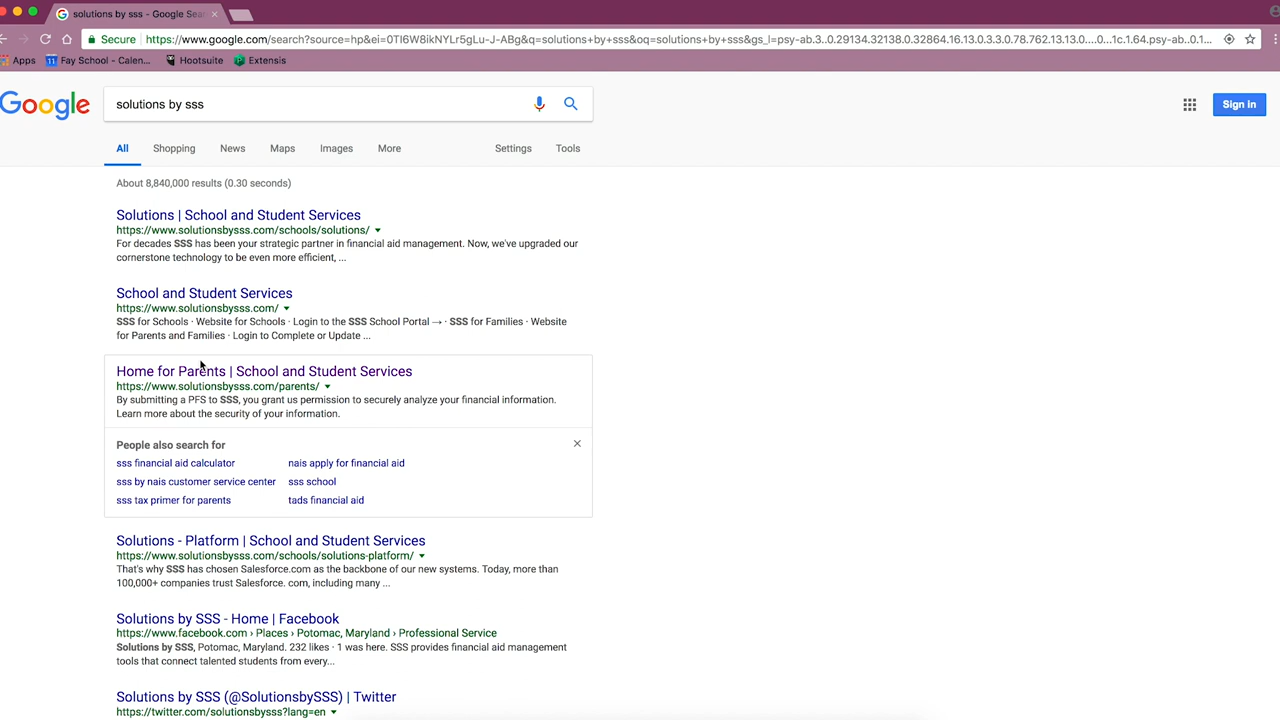 solutions by sss - Google Sea
Secure https://www.google.com/search?source=hp&ei=0TI6W8ikNYLr5gLu-J-ABg&q=solutions+by+sss&oq=solutions+by+sss&gs_l=psy-ab.3..0.29134.32138.0.32864.16.13.0.3.3.0.78.762.13.13.0....0...1c.1.64.psy-ab..0.1...
Apps Fay School - Calen... Hootsuite Extensis
Google solutions by sss Sign in
All Shopping News Maps Images More Settings Tools
About 8,840,000 results (0.30 seconds)
Solutions | School and Student Services
https://www.solutionsbysss.com/schools/solutions/
For decades SSS has been your strategic partner in financial aid management. Now, we've upgraded our
cornerstone technology to be even more efficient, ...
School and Student Services
https://www.solutionsbysss.com/
SSS for Schools · Website for Schools · Login to the SSS School Portal → · SSS for Families · Website
for Parents and Families · Login to Complete or Update ...
Home for Parents | School and Student Services
https://www.solutionsbysss.com/parents/
By submitting a PFS to SSS, you grant us permission to securely analyze your financial information.
Learn more about the security of your information.
People also search for
sss financial aid calculator nais apply for financial aid
sss by nais customer service center sss school
sss tax primer for parents tads financial aid
Solutions - Platform | School and Student Services
https://www.solutionsbysss.com/schools/solutions-platform/
That's why SSS has chosen Salesforce.com as the backbone of our new systems. Today, more than
100,000+ companies trust Salesforce. com, including many ...
Solutions by SSS - Home | Facebook
https://www.facebook.com › Places › Potomac, Maryland › Professional Service
Solutions by SSS, Potomac, Maryland. 232 likes · 1 was here. SSS provides financial aid management
tools that connect talented students from every...
Solutions by SSS (@SolutionsbySSS) | Twitter
https://twitter.com/solutionsbysss?lang=en